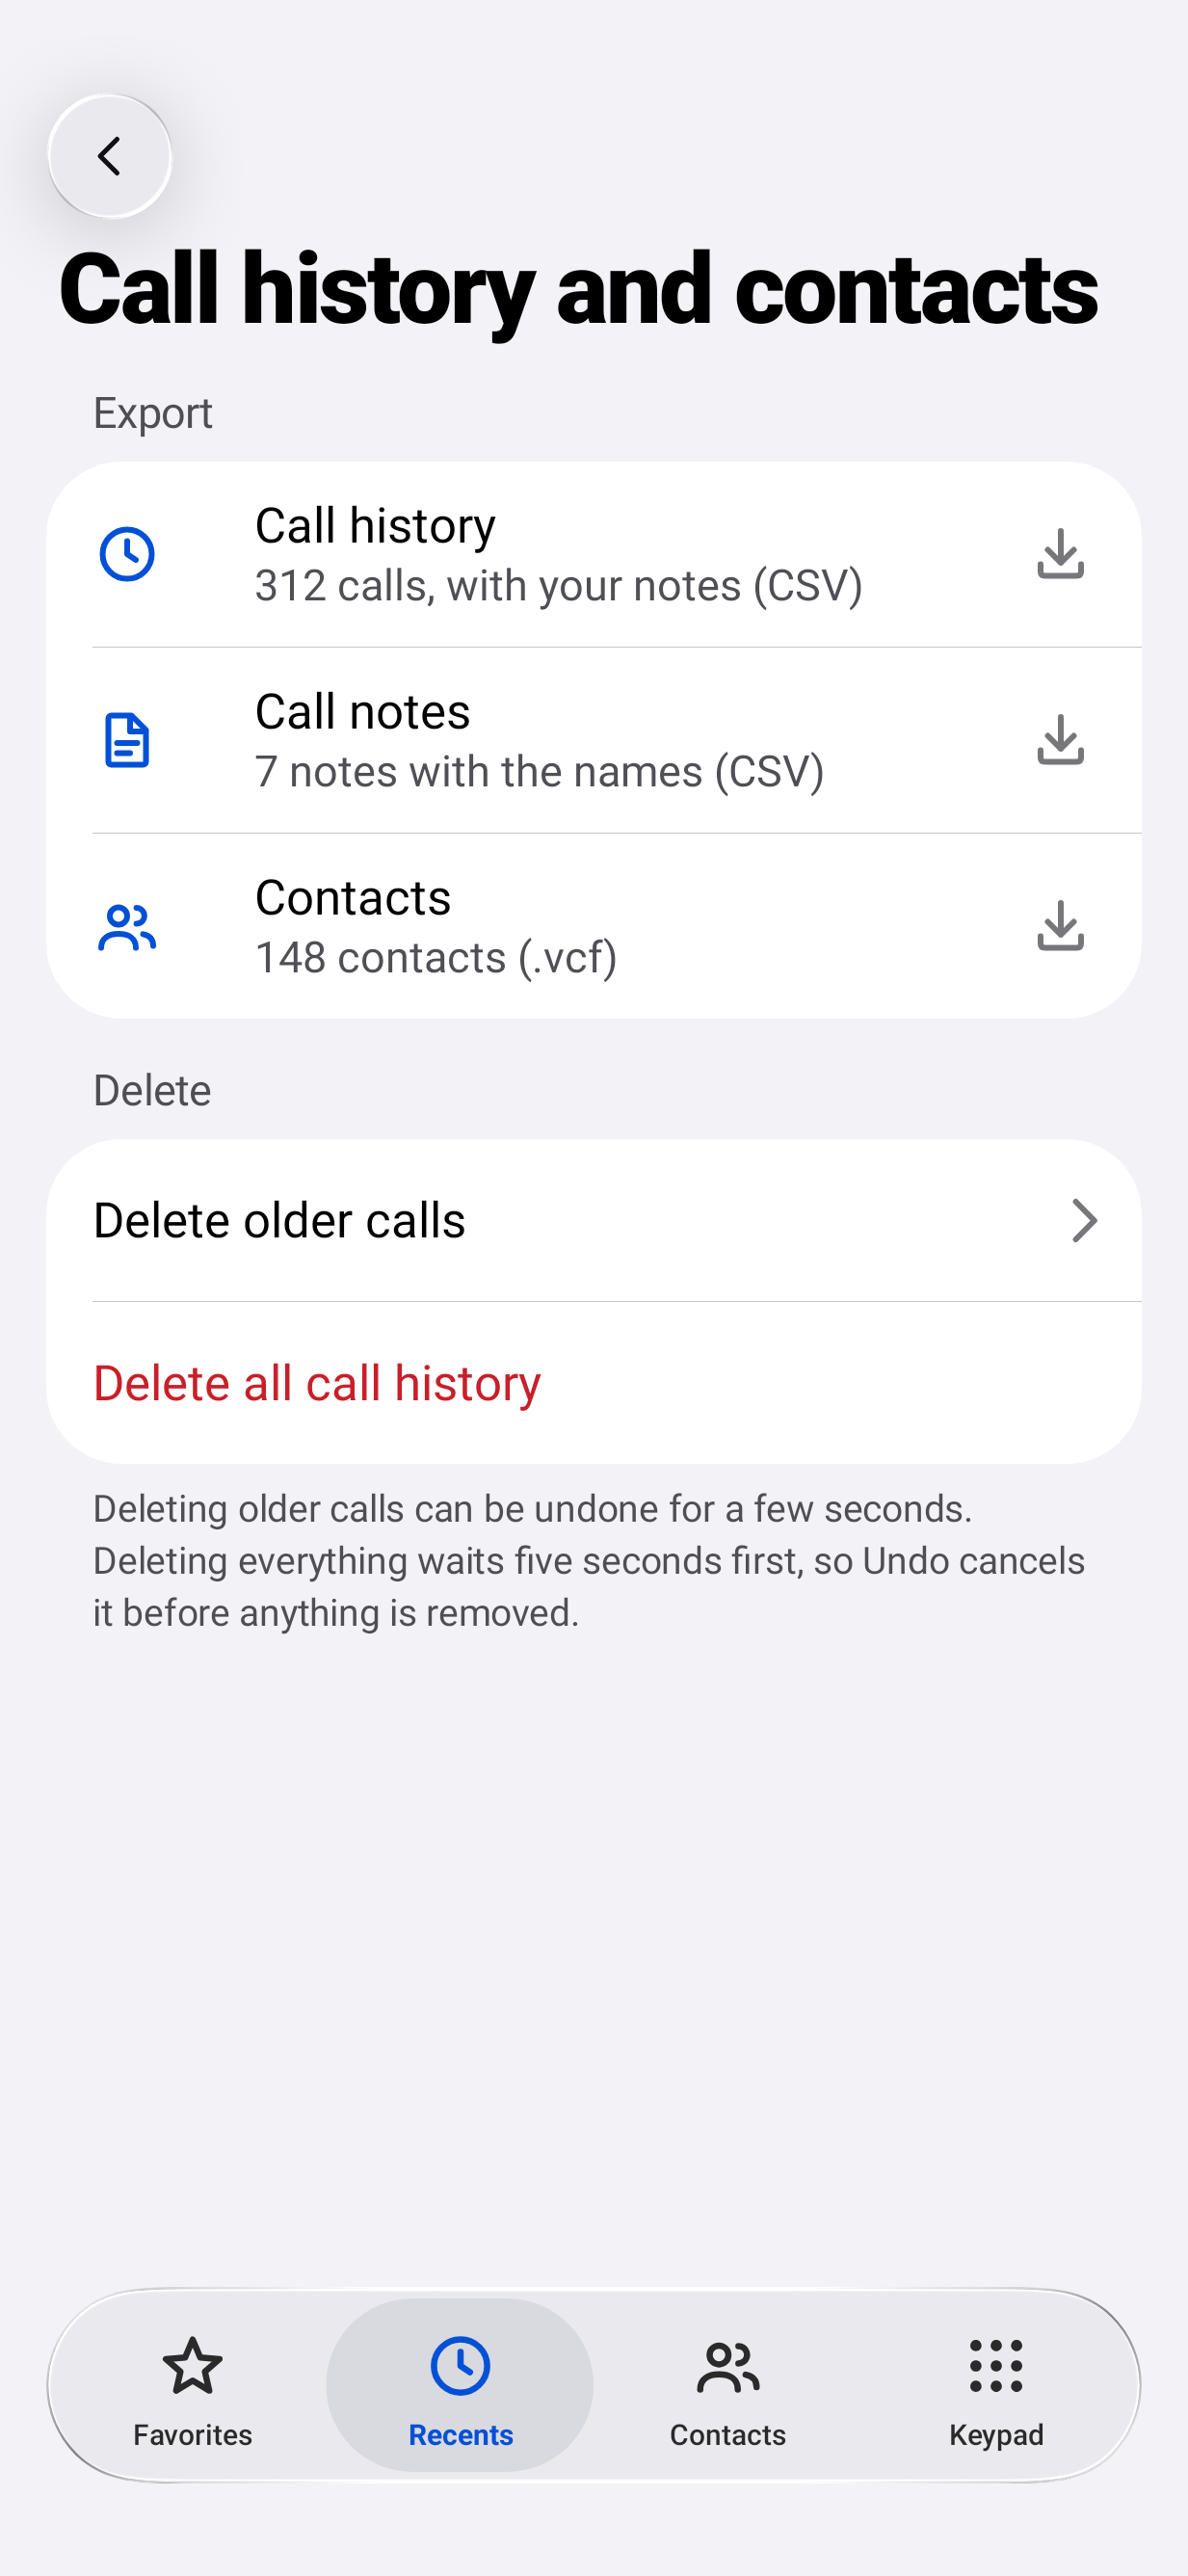 Call history and contacts
Export
Call history
312 calls, with your notes (CSV)
Call notes
7 notes with the names (CSV)
Contacts
148 contacts (.vcf)
Delete
Delete older calls
Delete all call history
Deleting older calls can be undone for a few seconds.
Deleting everything waits five seconds first, so Undo cancels
it before anything is removed.
Favorites
Recents
Contacts
Keypad